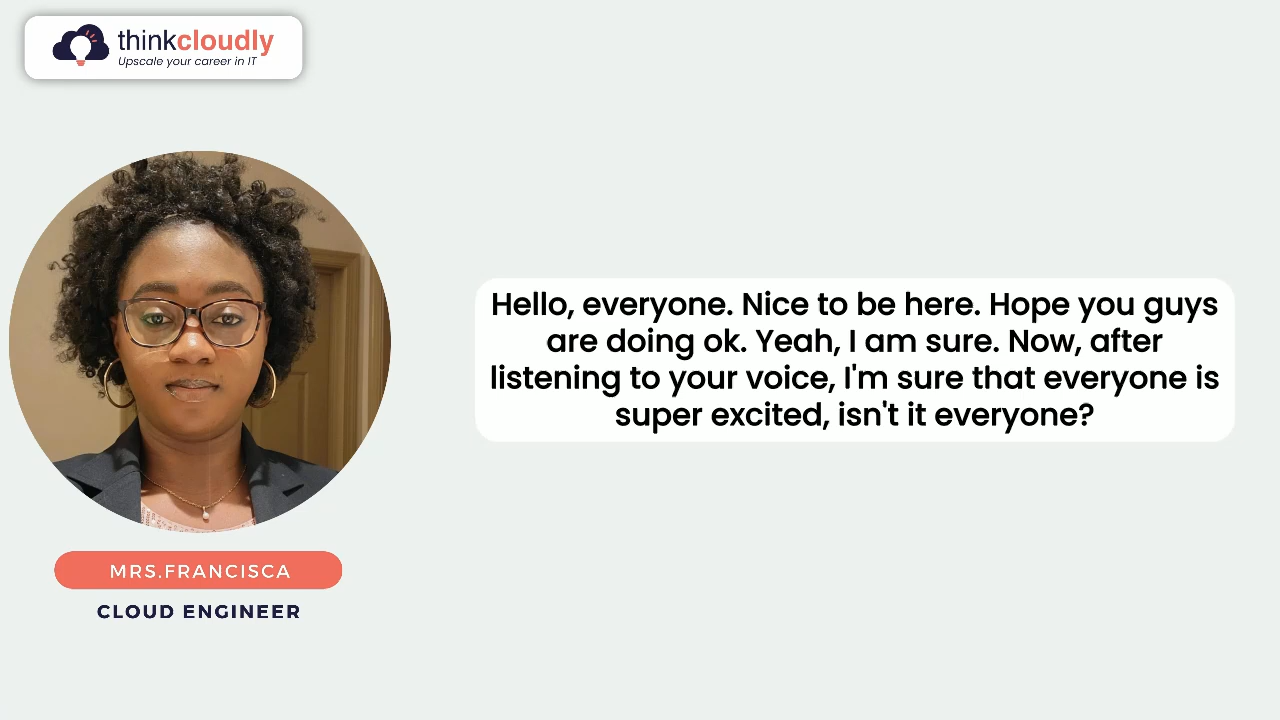 thinkcloudly
Upscale your career in IT
Hello, everyone. Nice to be here. Hope you guys
are doing ok. Yeah, I am sure. Now, after
listening to your voice, I'm sure that everyone is
super excited, isn't it everyone?
MRS.FRANCISCA
CLOUD ENGINEER